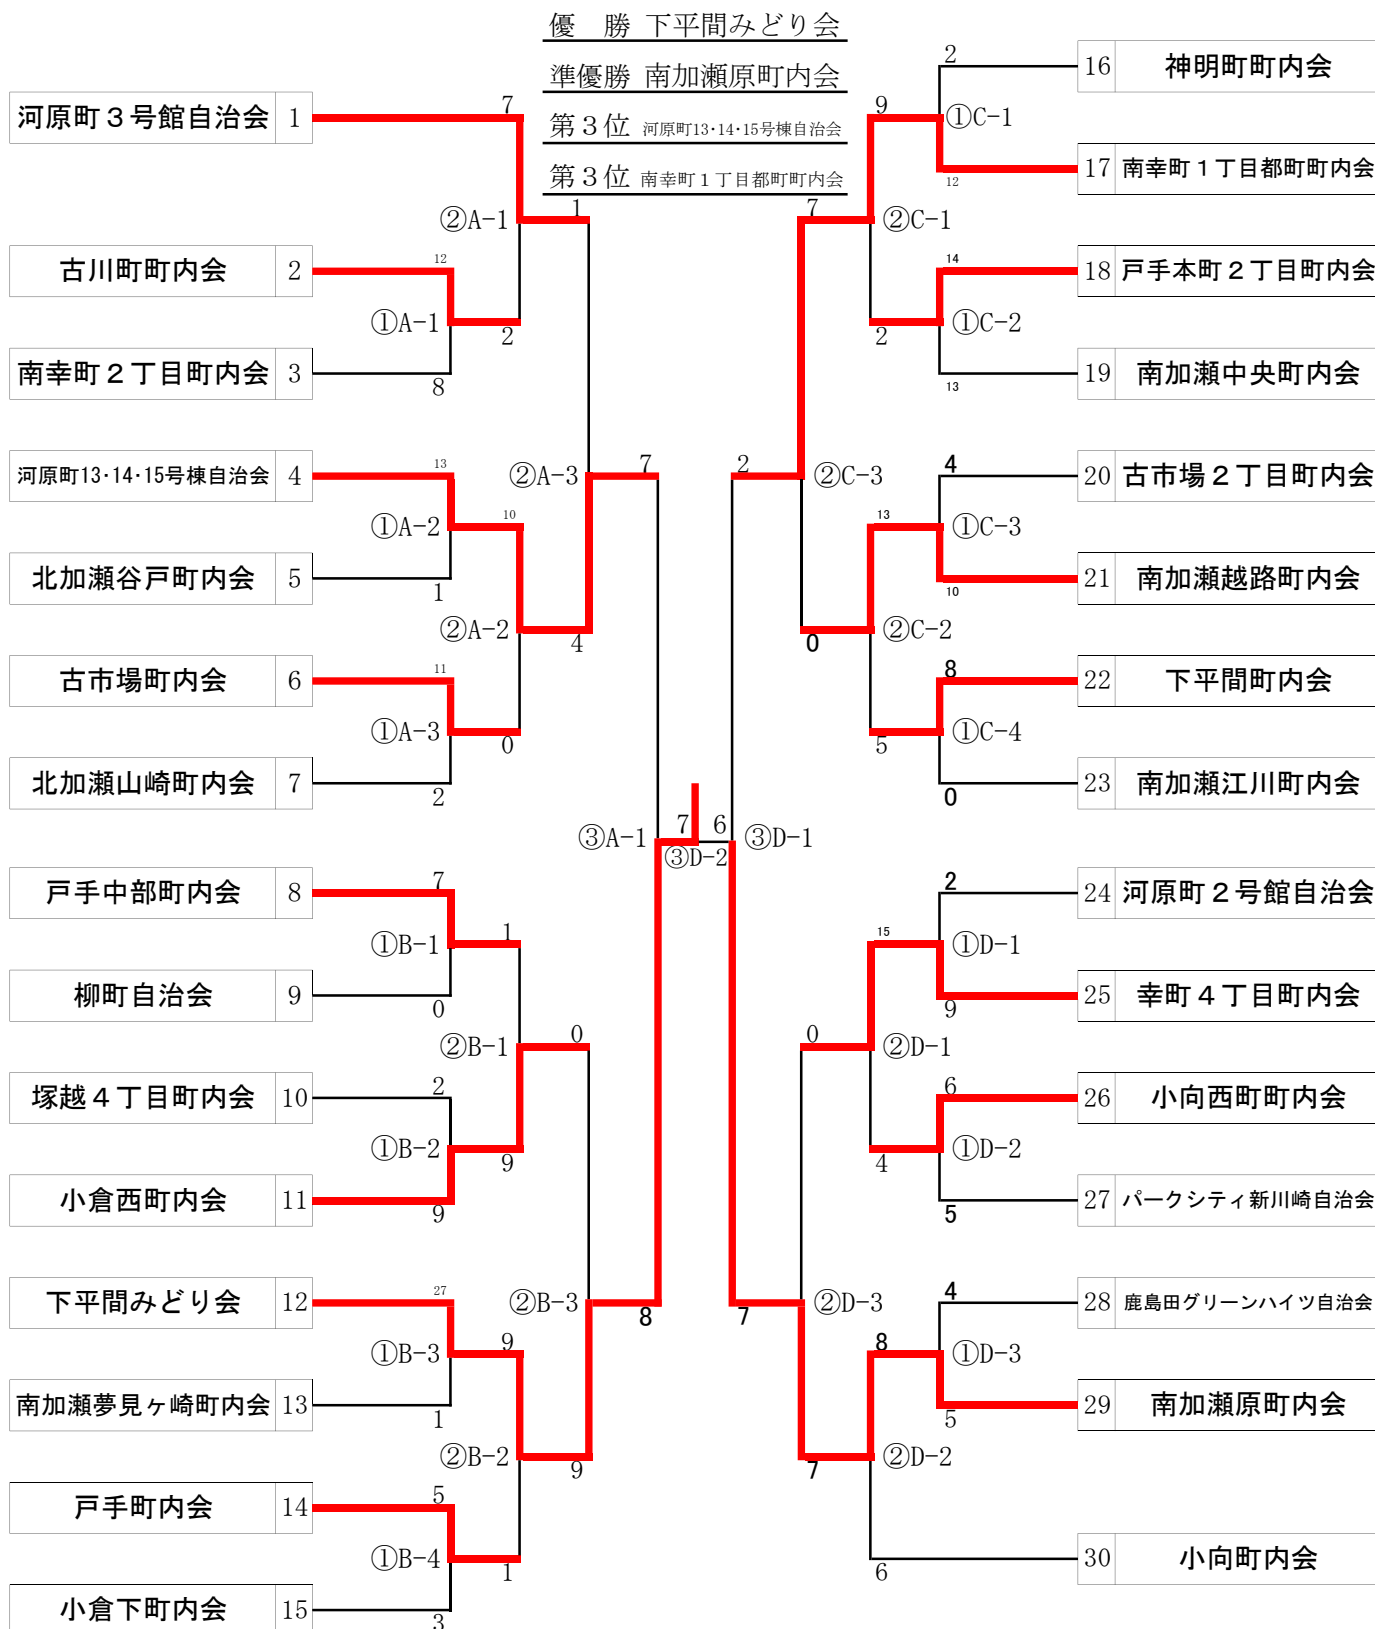 優　勝 下平間みどり会
準優勝 南加瀬原町内会
第３位 河原町13・14・15号棟自治会
第３位 南幸町１丁目都町町内会
河原町３号館自治会 1
7
②A-1
1
古川町町内会 2
12
①A-1
2
南幸町２丁目町内会 3
8
河原町13・14・15号棟自治会 4
13
②A-3
7
①A-2
10
北加瀬谷戸町内会 5
1
②A-2
4
古市場町内会 6
11
①A-3
0
北加瀬山崎町内会 7
2
③A-1
7
6
③D-2
③D-1
戸手中部町内会 8
7
①B-1
1
柳町自治会 9
0
②B-1
0
塚越４丁目町内会 10
2
①B-2
9
小倉西町内会 11
9
下平間みどり会 12
27
②B-3
8
①B-3
9
南加瀬夢見ヶ崎町内会 13
1
②B-2
9
戸手町内会 14
5
①B-4
1
小倉下町内会 15
3
2
16 神明町町内会
9
①C-1
17 南幸町１丁目都町町内会
12
7
②C-1
14
18 戸手本町２丁目町内会
2
①C-2
19 南加瀬中央町内会
13
2
②C-3
4
20 古市場２丁目町内会
13
①C-3
21 南加瀬越路町内会
10
0
②C-2
8
22 下平間町内会
5
①C-4
23 南加瀬江川町内会
0
2
24 河原町２号館自治会
15
①D-1
25 幸町４丁目町内会
9
0
②D-1
6
26 小向西町町内会
4
①D-2
27 パークシティ新川崎自治会
5
7
②D-3
4
28 鹿島田グリーンハイツ自治会
8
①D-3
29 南加瀬原町内会
5
7
②D-2
6
30 小向町内会